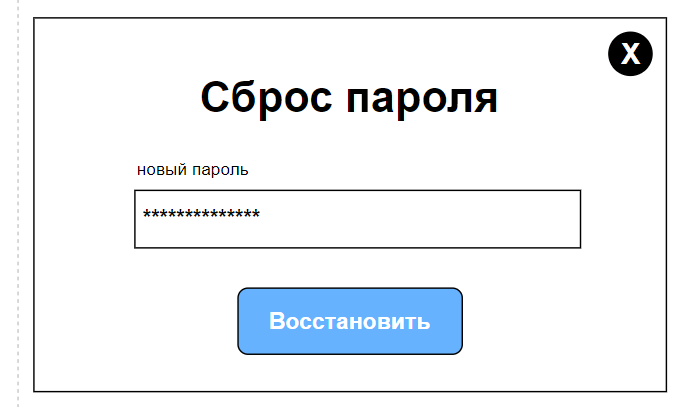 X
Сброс пароля
новый пароль
**************
Восстановить